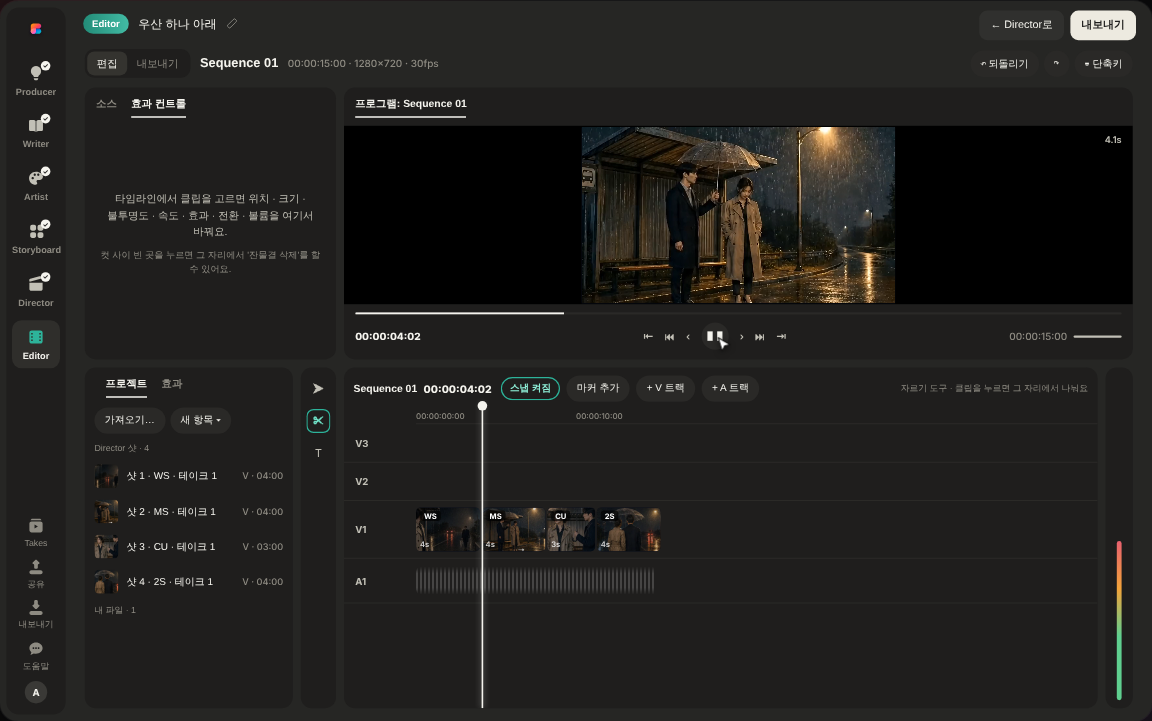 Editor 우산 하나 아래
← Director로 내보내기
편집 내보내기 Sequence 01 00:00:15:00 · 1280×720 · 30fps
↶ 되돌리기 ↷ 단축키
Producer
Writer
Artist
Storyboard
Director
Editor
Takes
공유
내보내기
도움말
A
소스 효과 컨트롤
타임라인에서 클립을 고르면 위치 · 크기 ·
불투명도 · 속도 · 효과 · 전환 · 볼륨을 여기서
바꿔요.
컷 사이 빈 곳을 누르면 그 자리에서 '잔물결 삭제'를 할
수 있어요.
프로그램: Sequence 01
4.1s
00:00:04:02
00:00:15:00
프로젝트 효과
가져오기… 새 항목 ▾
Director 샷 · 4
샷 1 · WS · 테이크 1 V · 04:00
샷 2 · MS · 테이크 1 V · 04:00
샷 3 · CU · 테이크 1 V · 03:00
샷 4 · 2S · 테이크 1 V · 04:00
내 파일 · 1
T
Sequence 01 00:00:04:02 스냅 켜짐 마커 추가 + V 트랙 + A 트랙 자르기 도구 · 클립을 누르면 그 자리에서 나눠요
00:00:00:00 00:00:10:00
V3
V2
V1
WS MS CU 2S
4s 4s 3s 4s
A1